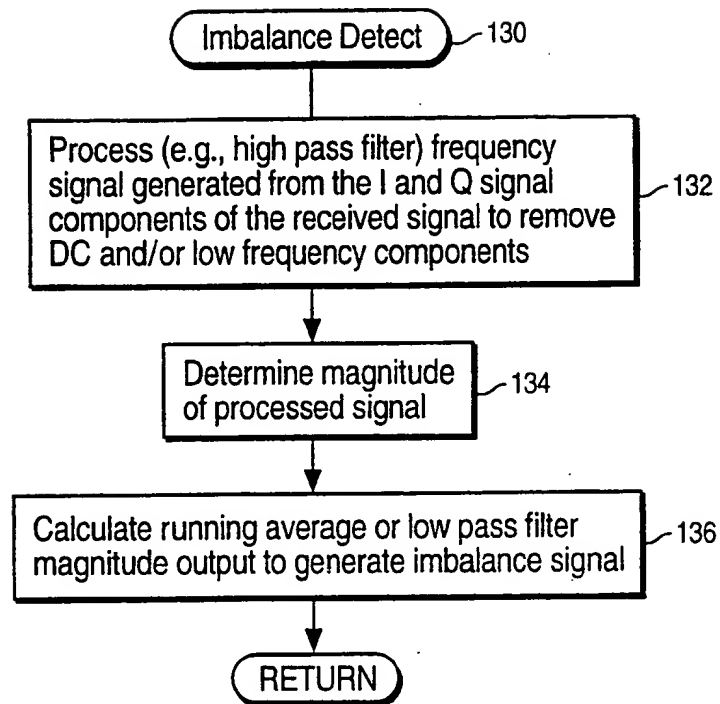 Imbalance Detect
130
Process (e.g., high pass filter) frequency
signal generated from the I and Q signal
components of the received signal to remove
DC and/or low frequency components
132
Determine magnitude
of processed signal
134
Calculate running average or low pass filter
magnitude output to generate imbalance signal
136
RETURN